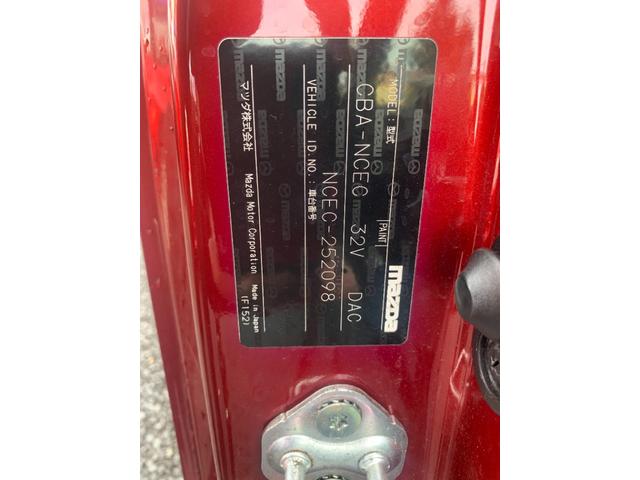 mazda
MODEL : 型式 PAINT
CBA-NCEC 32V DAC
VEHICLE ID.NO.: 車台番号
NCEC-252098
マツダ株式会社 Mazda Motor Corporation Made in Japan
(F152)